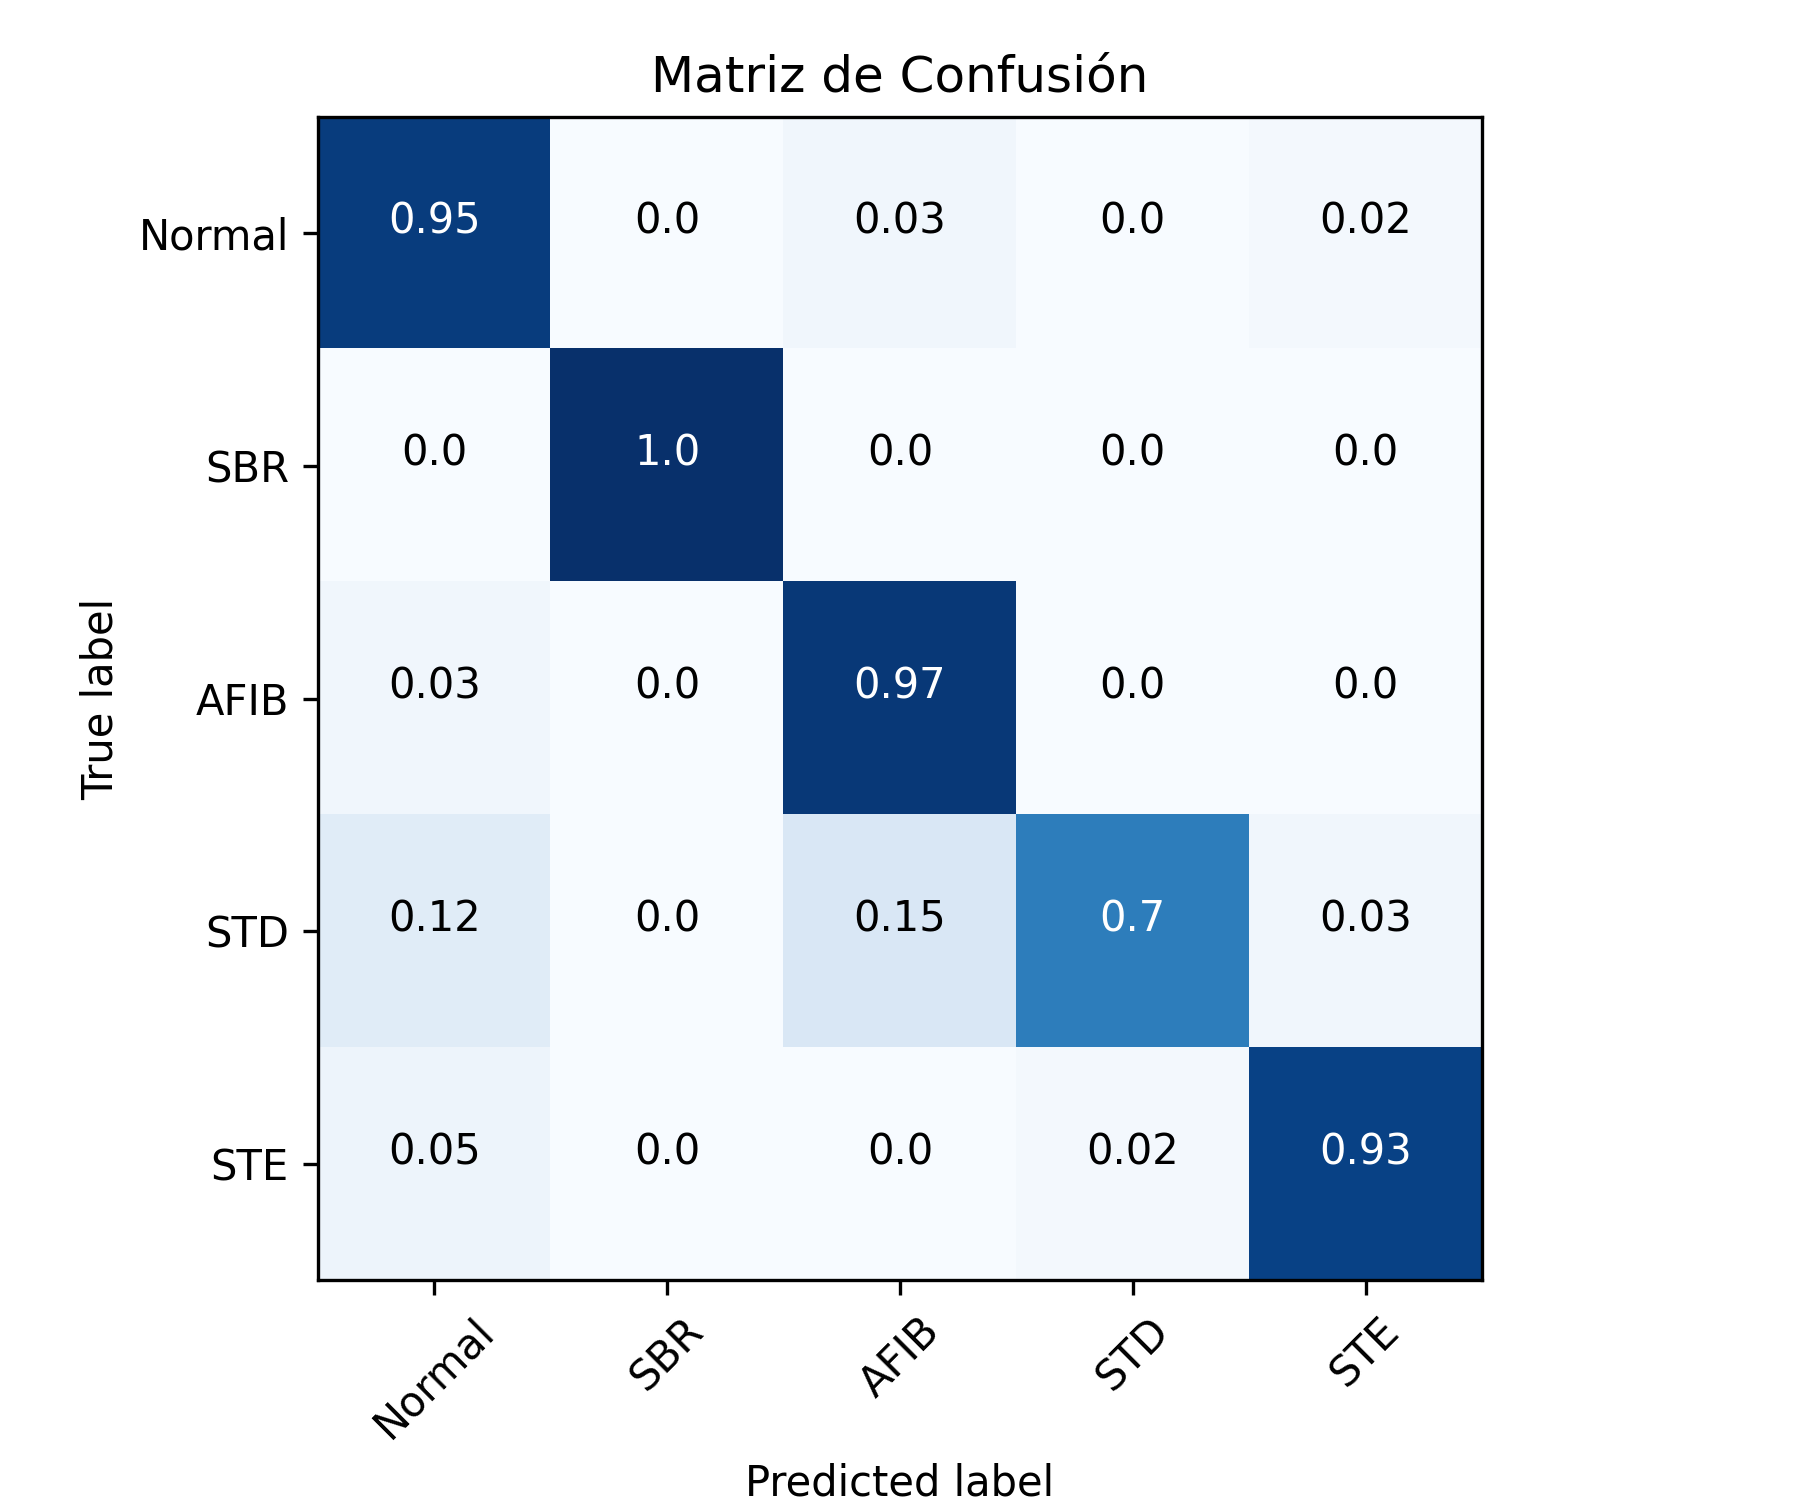 Matriz de Confusión
True label
Normal 0.95 0.0 0.03 0.0 0.02
SBR 0.0 1.0 0.0 0.0 0.0
AFIB 0.03 0.0 0.97 0.0 0.0
STD 0.12 0.0 0.15 0.7 0.03
STE 0.05 0.0 0.0 0.02 0.93
Normal SBR AFIB STD STE
Predicted label